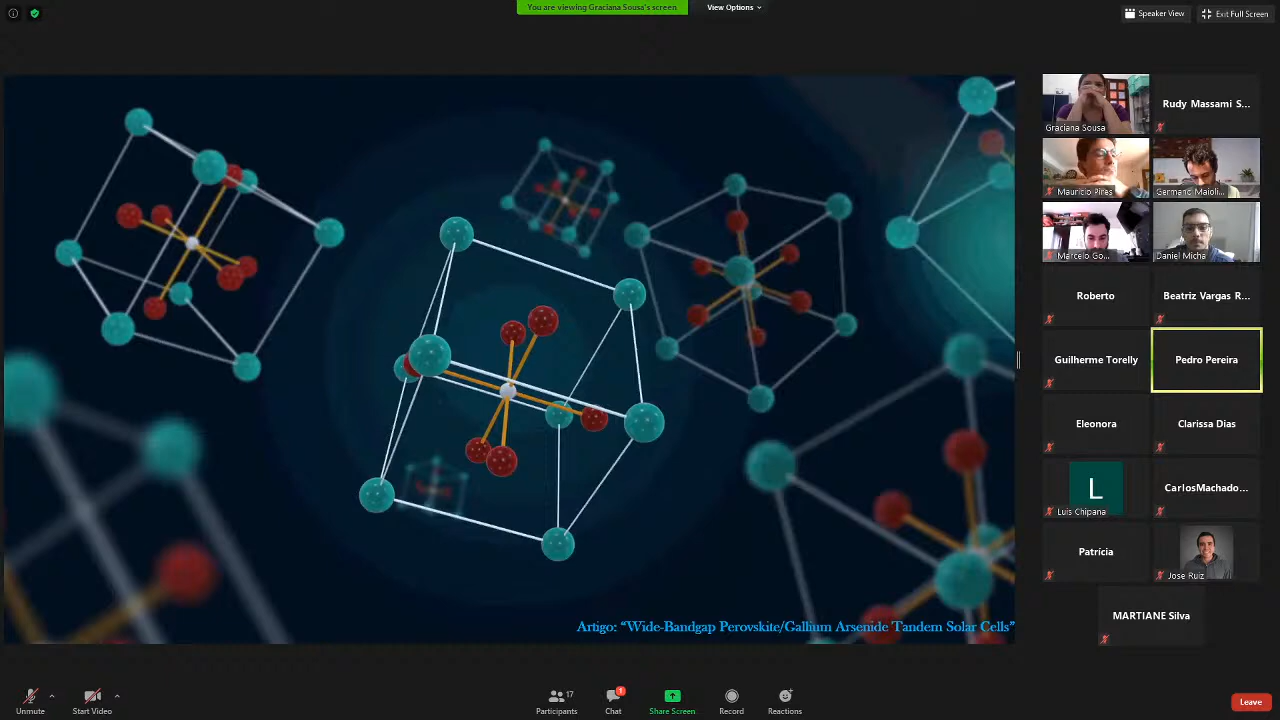 You are viewing Graciana Sousa's screen
View Options
Speaker View
Exit Full Screen
Graciana Sousa
Rudy Massami S...
Mauricio Pires
Germano Maioli...
Marcelo Go...
Daniel Micha
Roberto
Beatriz Vargas R...
Guilherme Torelly
Pedro Pereira
Eleonora
Clarissa Dias
L
Luis Chipana
CarlosMachado...
Patrícia
Jose Ruiz
MARTIANE Silva
Artigo: “Wide-Bandgap Perovskite/Gallium Arsenide Tandem Solar Cells”
Unmute
Start Video
Participants
17
Chat
1
Share Screen
Record
Reactions
Leave